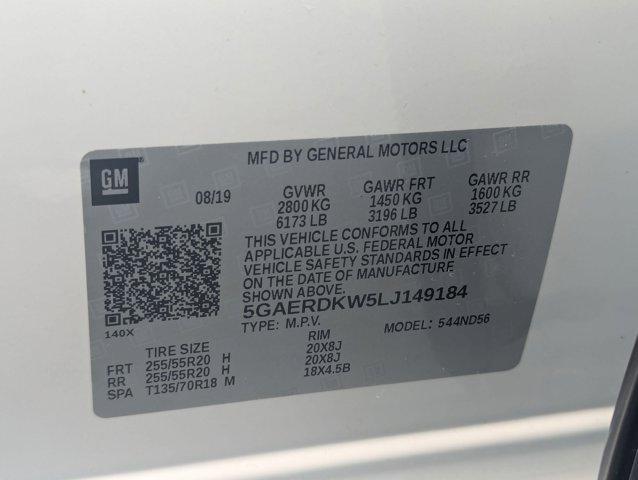 MFD BY GENERAL MOTORS LLC
GM
08/19 GVWR GAWR FRT GAWR RR
2800 KG 1450 KG 1600 KG
6173 LB 3196 LB 3527 LB
THIS VEHICLE CONFORMS TO ALL
APPLICABLE U.S. FEDERAL MOTOR
VEHICLE SAFETY STANDARDS IN EFFECT
ON THE DATE OF MANUFACTURE
SHOWN ABOVE.
5GAERDKW5LJ149184
140X
TYPE: M.P.V. MODEL: 544ND56
TIRE SIZE RIM
FRT 255/55R20 H 20X8J
RR 255/55R20 H 20X8J
SPA T135/70R18 M 18X4.5B